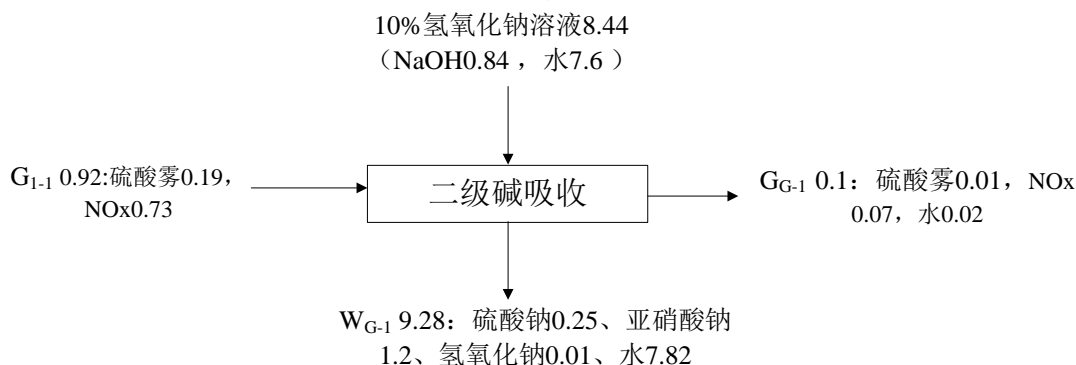 10%氢氧化钠溶液8.44
（NaOH0.84 ，水7.6 ）
G1-1 0.92:硫酸雾0.19，
NOx0.73
二级碱吸收
GG-1 0.1：硫酸雾0.01，NOx
0.07，水0.02
WG-1 9.28：硫酸钠0.25、亚硝酸钠
1.2、氢氧化钠0.01、水7.82